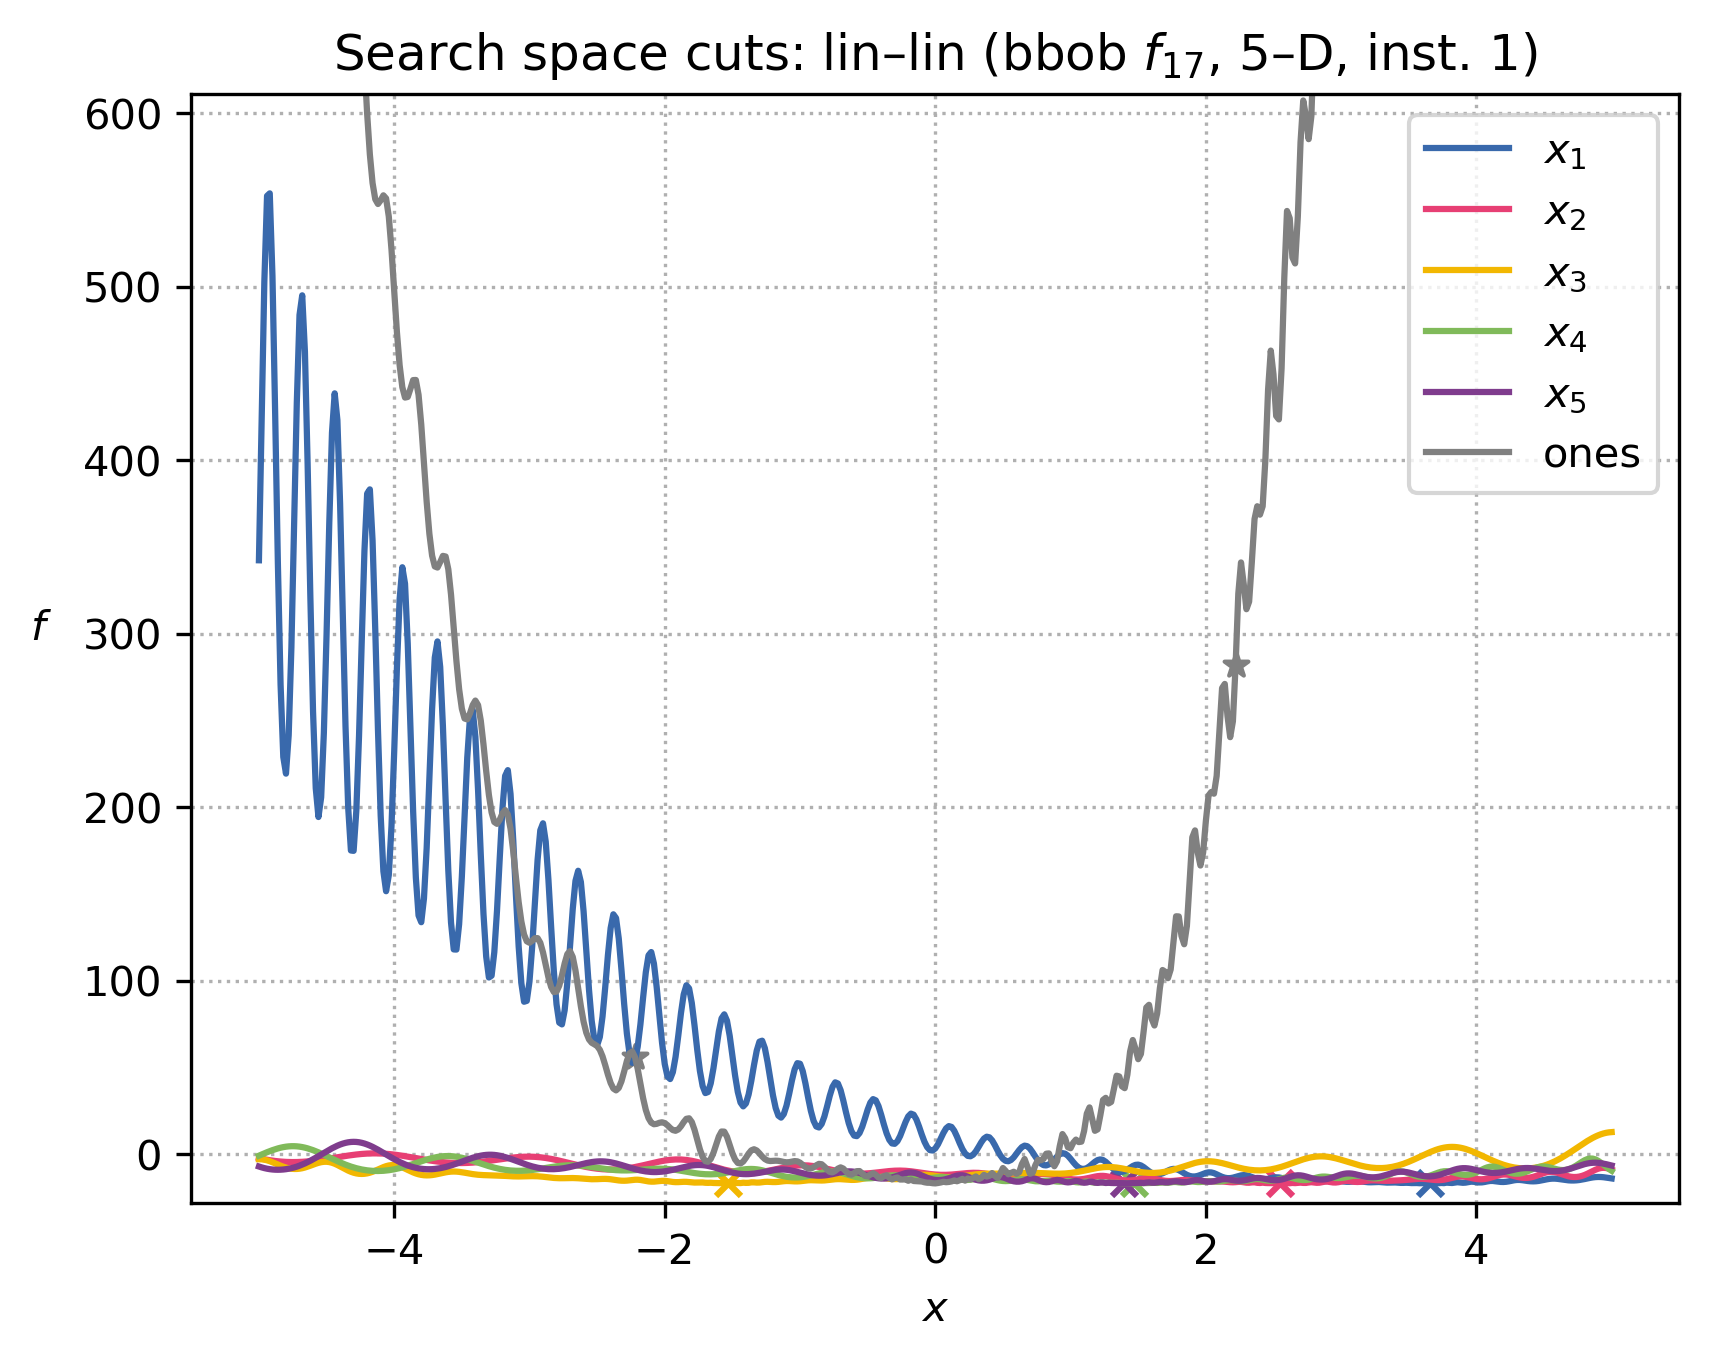 Search space cuts: lin–lin (bbob f₁₇, 5–D, inst. 1)
600
500
400
300
200
100
0
f
−4
−2
0
2
4
x
x₁
x₂
x₃
x₄
x₅
ones